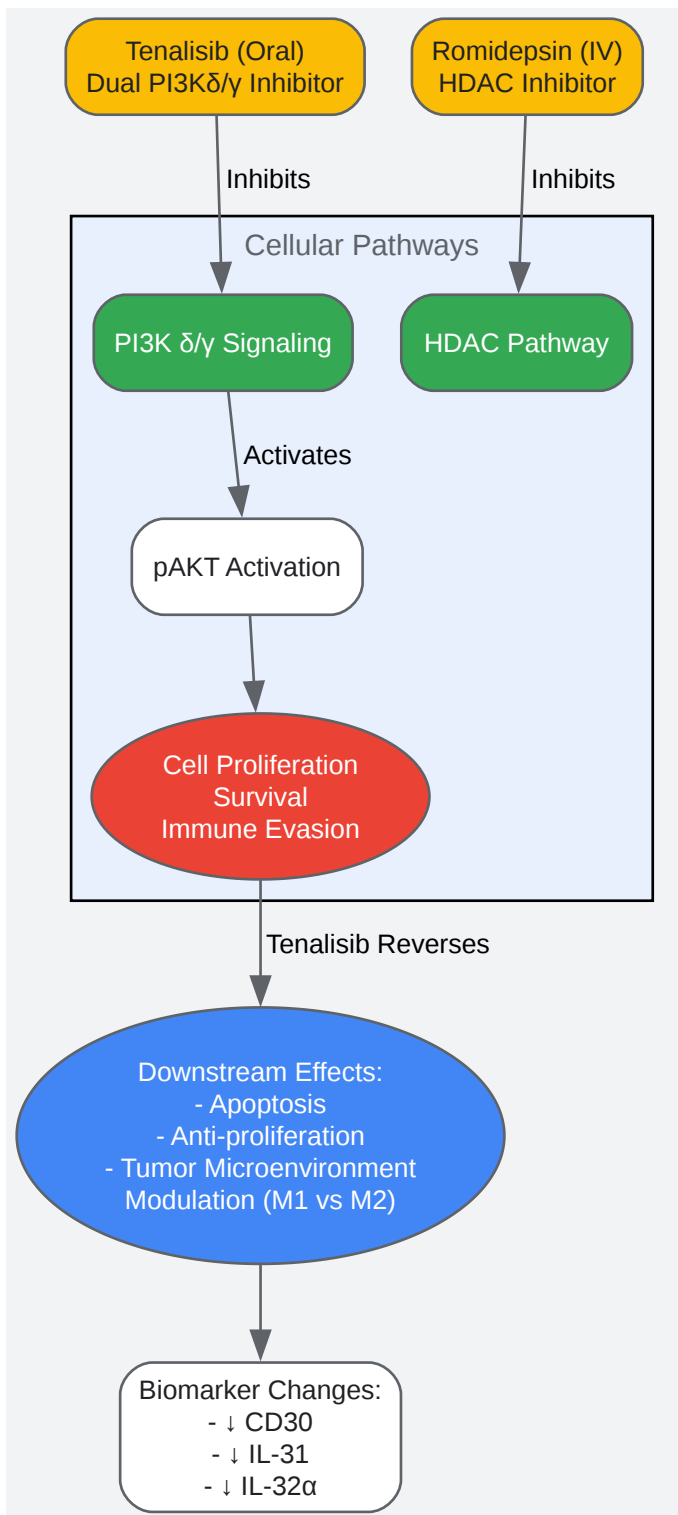 Tenalisib (Oral)
Dual PI3Kδ/γ Inhibitor
Romidepsin (IV)
HDAC Inhibitor
Inhibits
Inhibits
Cellular Pathways
PI3K δ/γ Signaling
HDAC Pathway
Activates
pAKT Activation
Cell Proliferation
Survival
Immune Evasion
Tenalisib Reverses
Downstream Effects:
- Apoptosis
- Anti-proliferation
- Tumor Microenvironment
Modulation (M1 vs M2)
Biomarker Changes:
- ↓ CD30
- ↓ IL-31
- ↓ IL-32α